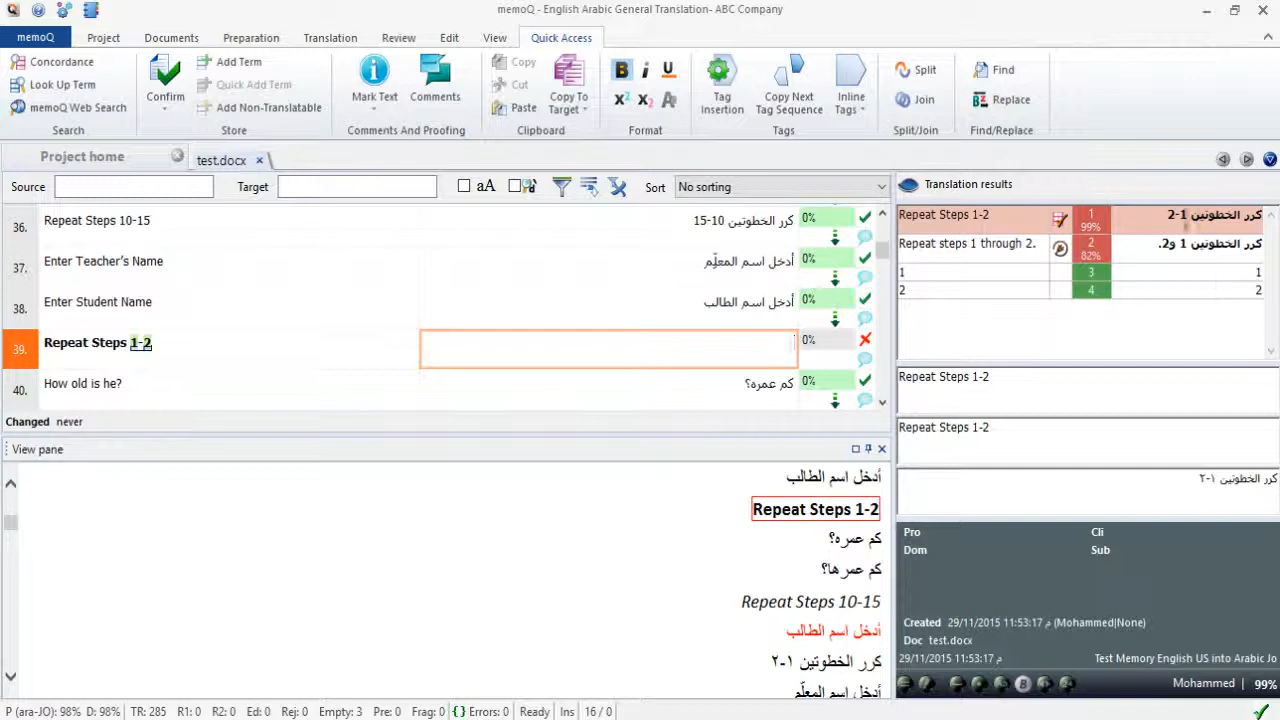 memoQ - English Arabic General Translation- ABC Company
memoQ Project Documents Preparation Translation Review Edit View Quick Access
Concordance
Look Up Term
memoQ Web Search
Search
Confirm
Add Term
Quick Add Term
Add Non-Translatable
Store
Mark Text
Comments
Comments And Proofing
Copy
Cut
Paste
Copy To Target
Clipboard
B i U
X² X₂ A
Format
Tag Insertion
Copy Next Tag Sequence
Inline Tags
Tags
Split
Join
Split/Join
Find
Replace
Find/Replace
Project home test.docx
Source Target aA Sort No sorting
36. Repeat Steps 10-15 كرر الخطوتين 10-15 0%
37. Enter Teacher's Name أدخل اسم المعلّم 0%
38. Enter Student Name أدخل اسم الطالب 0%
39. Repeat Steps 1-2 0%
40. How old is he? كم عمره؟ 0%
Changed never
View pane
أدخل اسم الطالب
Repeat Steps 1-2
كم عمره؟
كم عمرها؟
Repeat Steps 10-15
أدخل اسم الطالب
كرر الخطوتين ١-٢
أدخل اسم المعلّم
Translation results
Repeat Steps 1-2 1 99% كرر الخطوتين 1-2
Repeat steps 1 through 2. 2 82% كرر الخطوتين 1 و2.
1 3 1
2 4 2
Repeat Steps 1-2
Repeat Steps 1-2
كرر الخطوتين ١-٢
Pro Cli
Dom Sub
Created 29/11/2015 11:53:17 م (Mohammed|None)
Doc test.docx
29/11/2015 11:53:17 م Test Memory English US into Arabic Jo
Mohammed 99%
P (ara-JO): 98% D: 98% TR: 285 R1: 0 R2: 0 Ed: 0 Rej: 0 Empty: 3 Pre: 0 Frag: 0 Errors: 0 Ready Ins 16 / 0